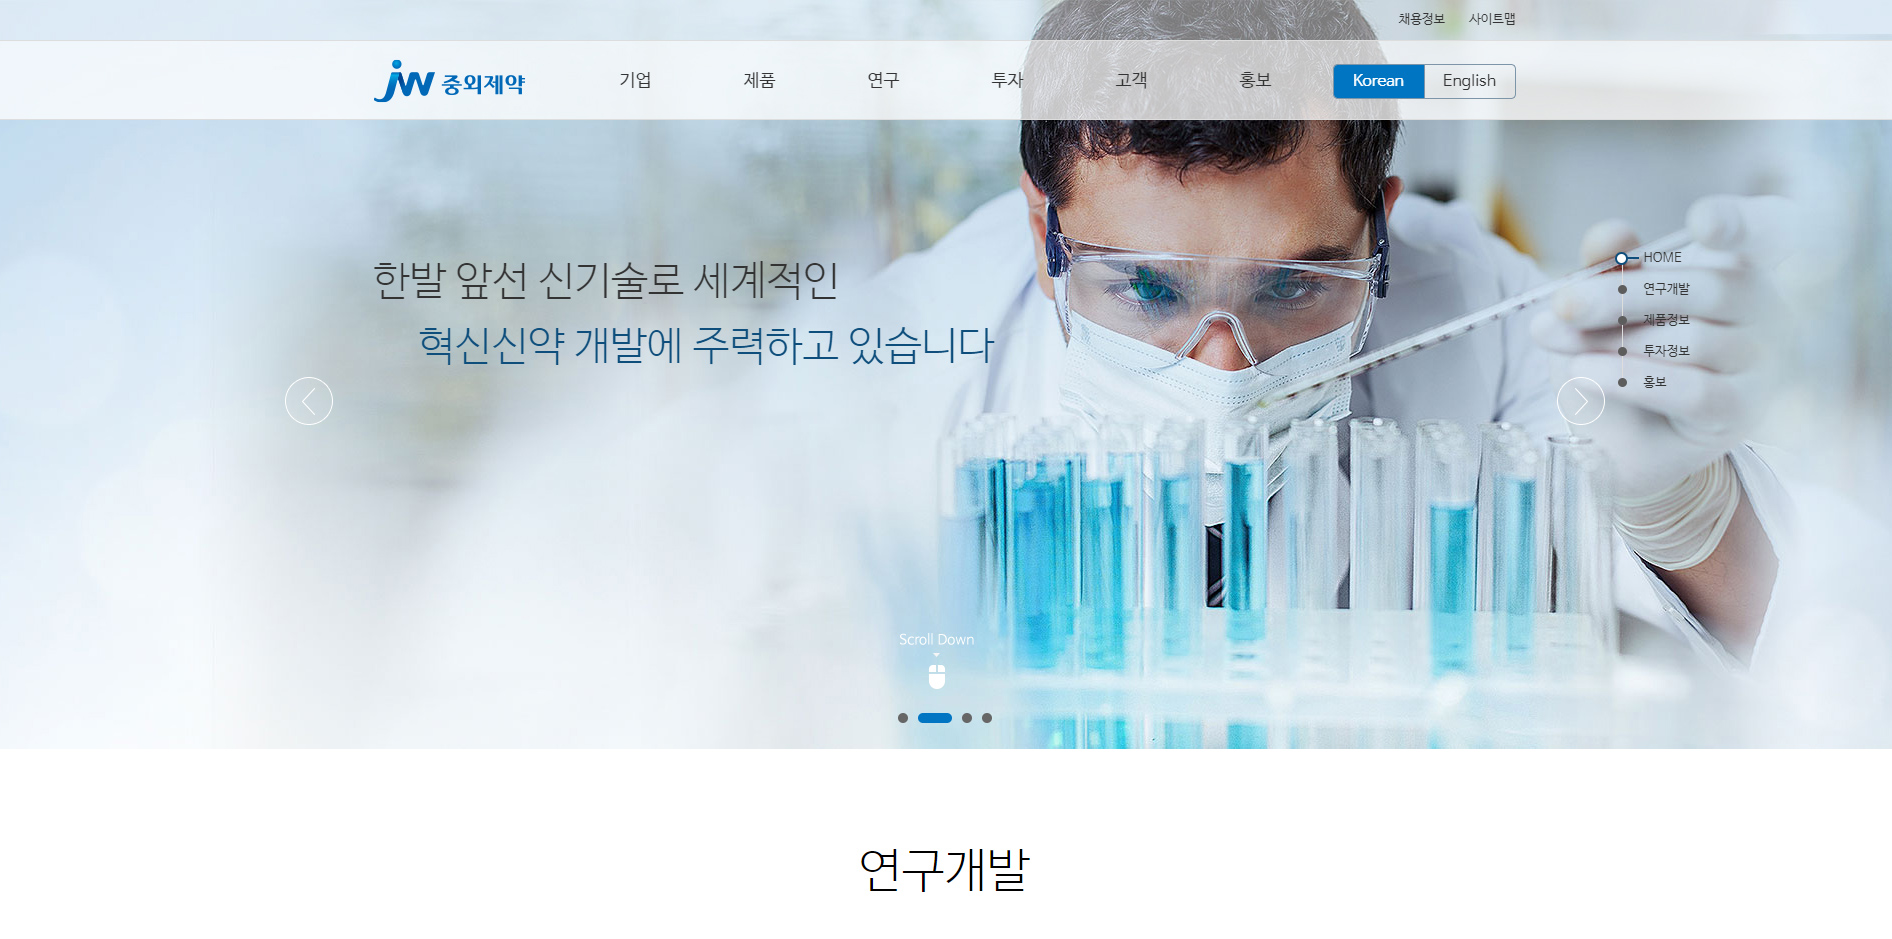 채용정보 사이트맵
jw 중외제약 기업 제품 연구 투자 고객 홍보 Korean English
한발 앞선 신기술로 세계적인
혁신신약 개발에 주력하고 있습니다
HOME
연구개발
제품정보
투자정보
홍보
Scroll Down
연구개발